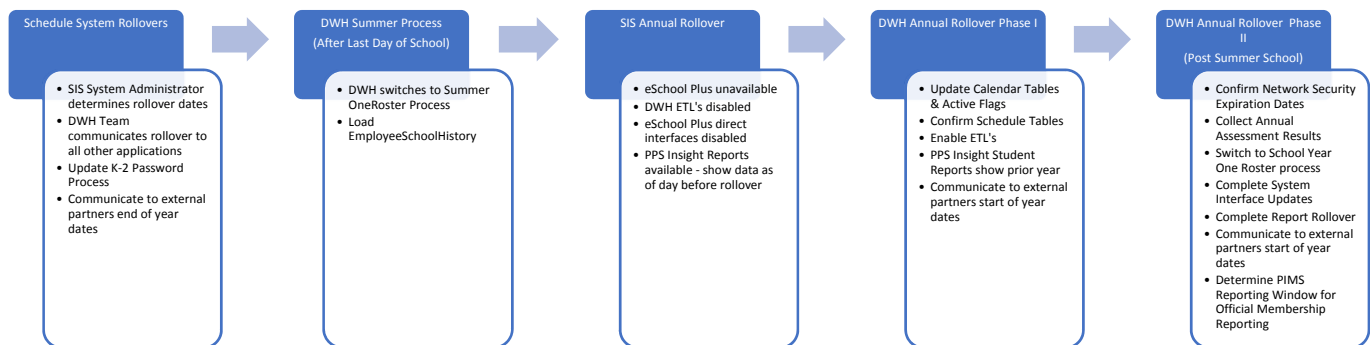 Schedule System Rollovers
• SIS System Administrator
determines rollover dates
• DWH Team
communicates rollover to
all other applications
• Update K-2 Password
Process
• Communicate to external
partners end of year
dates
DWH Summer Process
(After Last Day of School)
• DWH switches to Summer
OneRoster Process
• Load
EmployeeSchoolHistory
SIS Annual Rollover
• eSchool Plus unavailable
• DWH ETL's disabled
• eSchool Plus direct
interfaces disabled
• PPS Insight Reports
available - show data as
of day before rollover
DWH Annual Rollover Phase I
• Update Calendar Tables
& Active Flags
• Confirm Schedule Tables
• Enable ETL's
• PPS Insight Student
Reports show prior year
• Communicate to external
partners start of year
dates
DWH Annual Rollover Phase
II
(Post Summer School)
• Confirm Network Security
Expiration Dates
• Collect Annual
Assessment Results
• Switch to School Year
One Roster process
• Complete System
Interface Updates
• Complete Report Rollover
• Communicate to external
partners start of year
dates
• Determine PIMS
Reporting Window for
Official Membership
Reporting